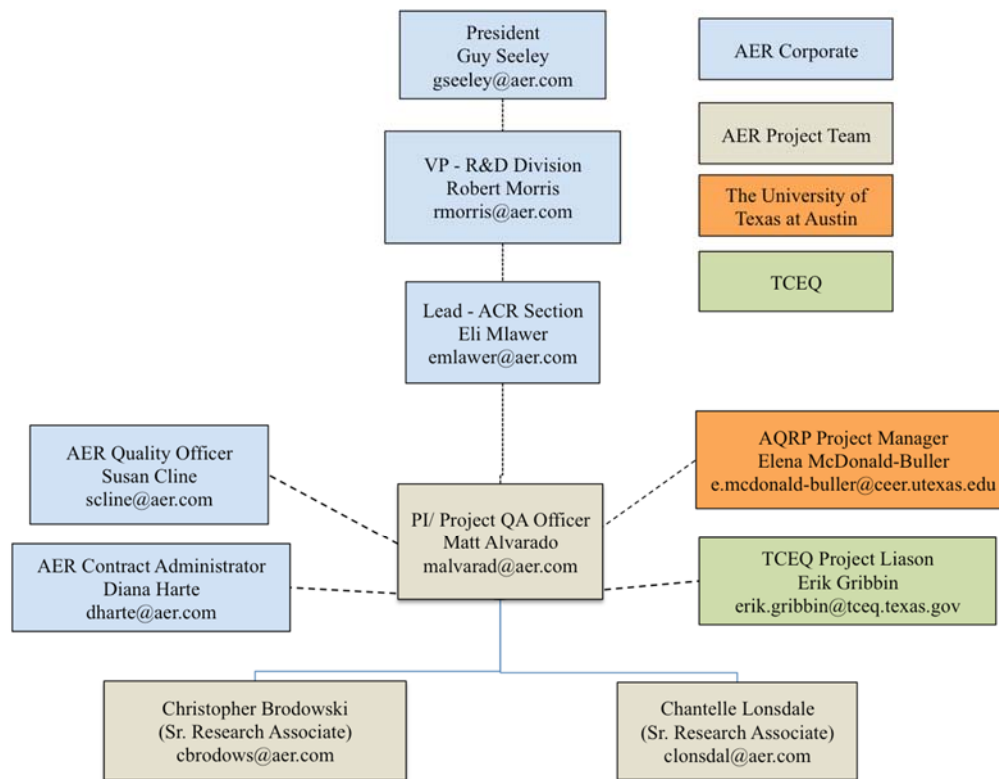 President
Guy Seeley
gseeley@aer.com
AER Corporate
VP - R&D Division
Robert Morris
rmorris@aer.com
AER Project Team
The University of
Texas at Austin
TCEQ
Lead - ACR Section
Eli Mlawer
emlawer@aer.com
AER Quality Officer
Susan Cline
scline@aer.com
AQRP Project Manager
Elena McDonald-Buller
e.mcdonald-buller@ceer.utexas.edu
PI/ Project QA Officer
Matt Alvarado
malvarad@aer.com
AER Contract Administrator
Diana Harte
dharte@aer.com
TCEQ Project Liason
Erik Gribbin
erik.gribbin@tceq.texas.gov
Christopher Brodowski
(Sr. Research Associate)
cbrodows@aer.com
Chantelle Lonsdale
(Sr. Research Associate)
clonsdal@aer.com